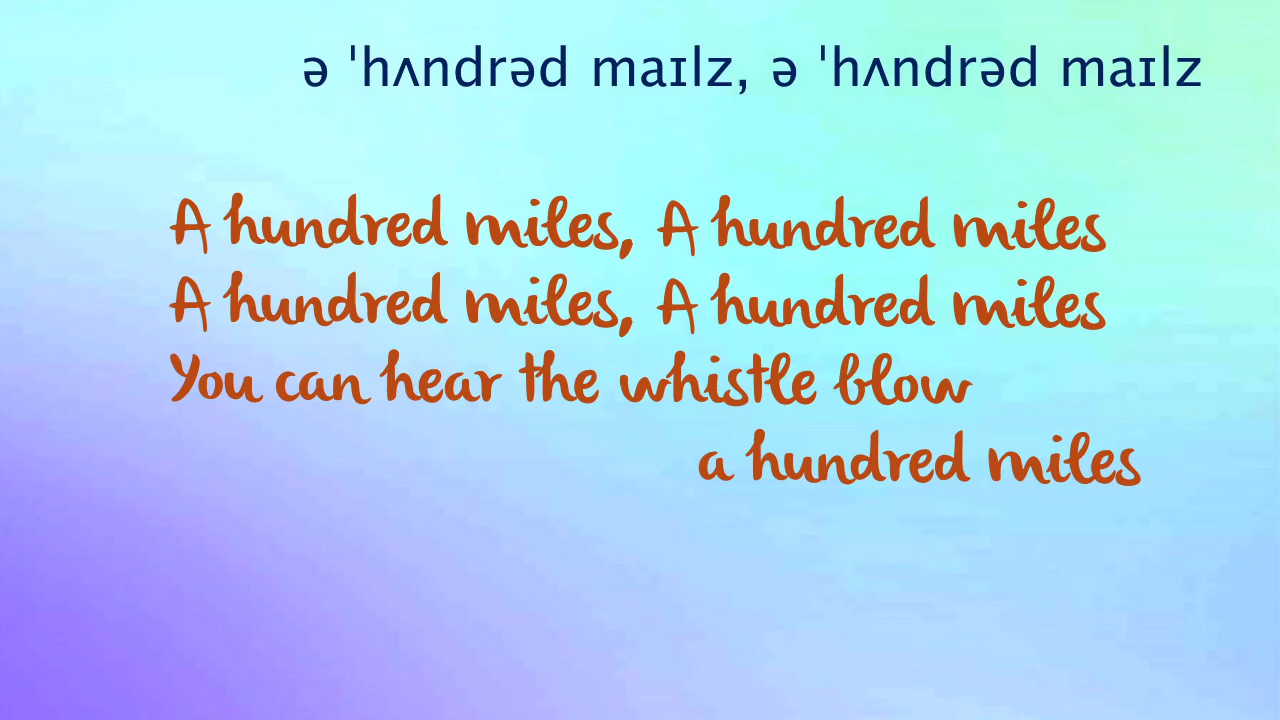 ə ˈhʌndrəd maɪlz, ə ˈhʌndrəd maɪlz
A hundred miles, A hundred miles
A hundred miles, A hundred miles
You can hear the whistle blow
a hundred miles